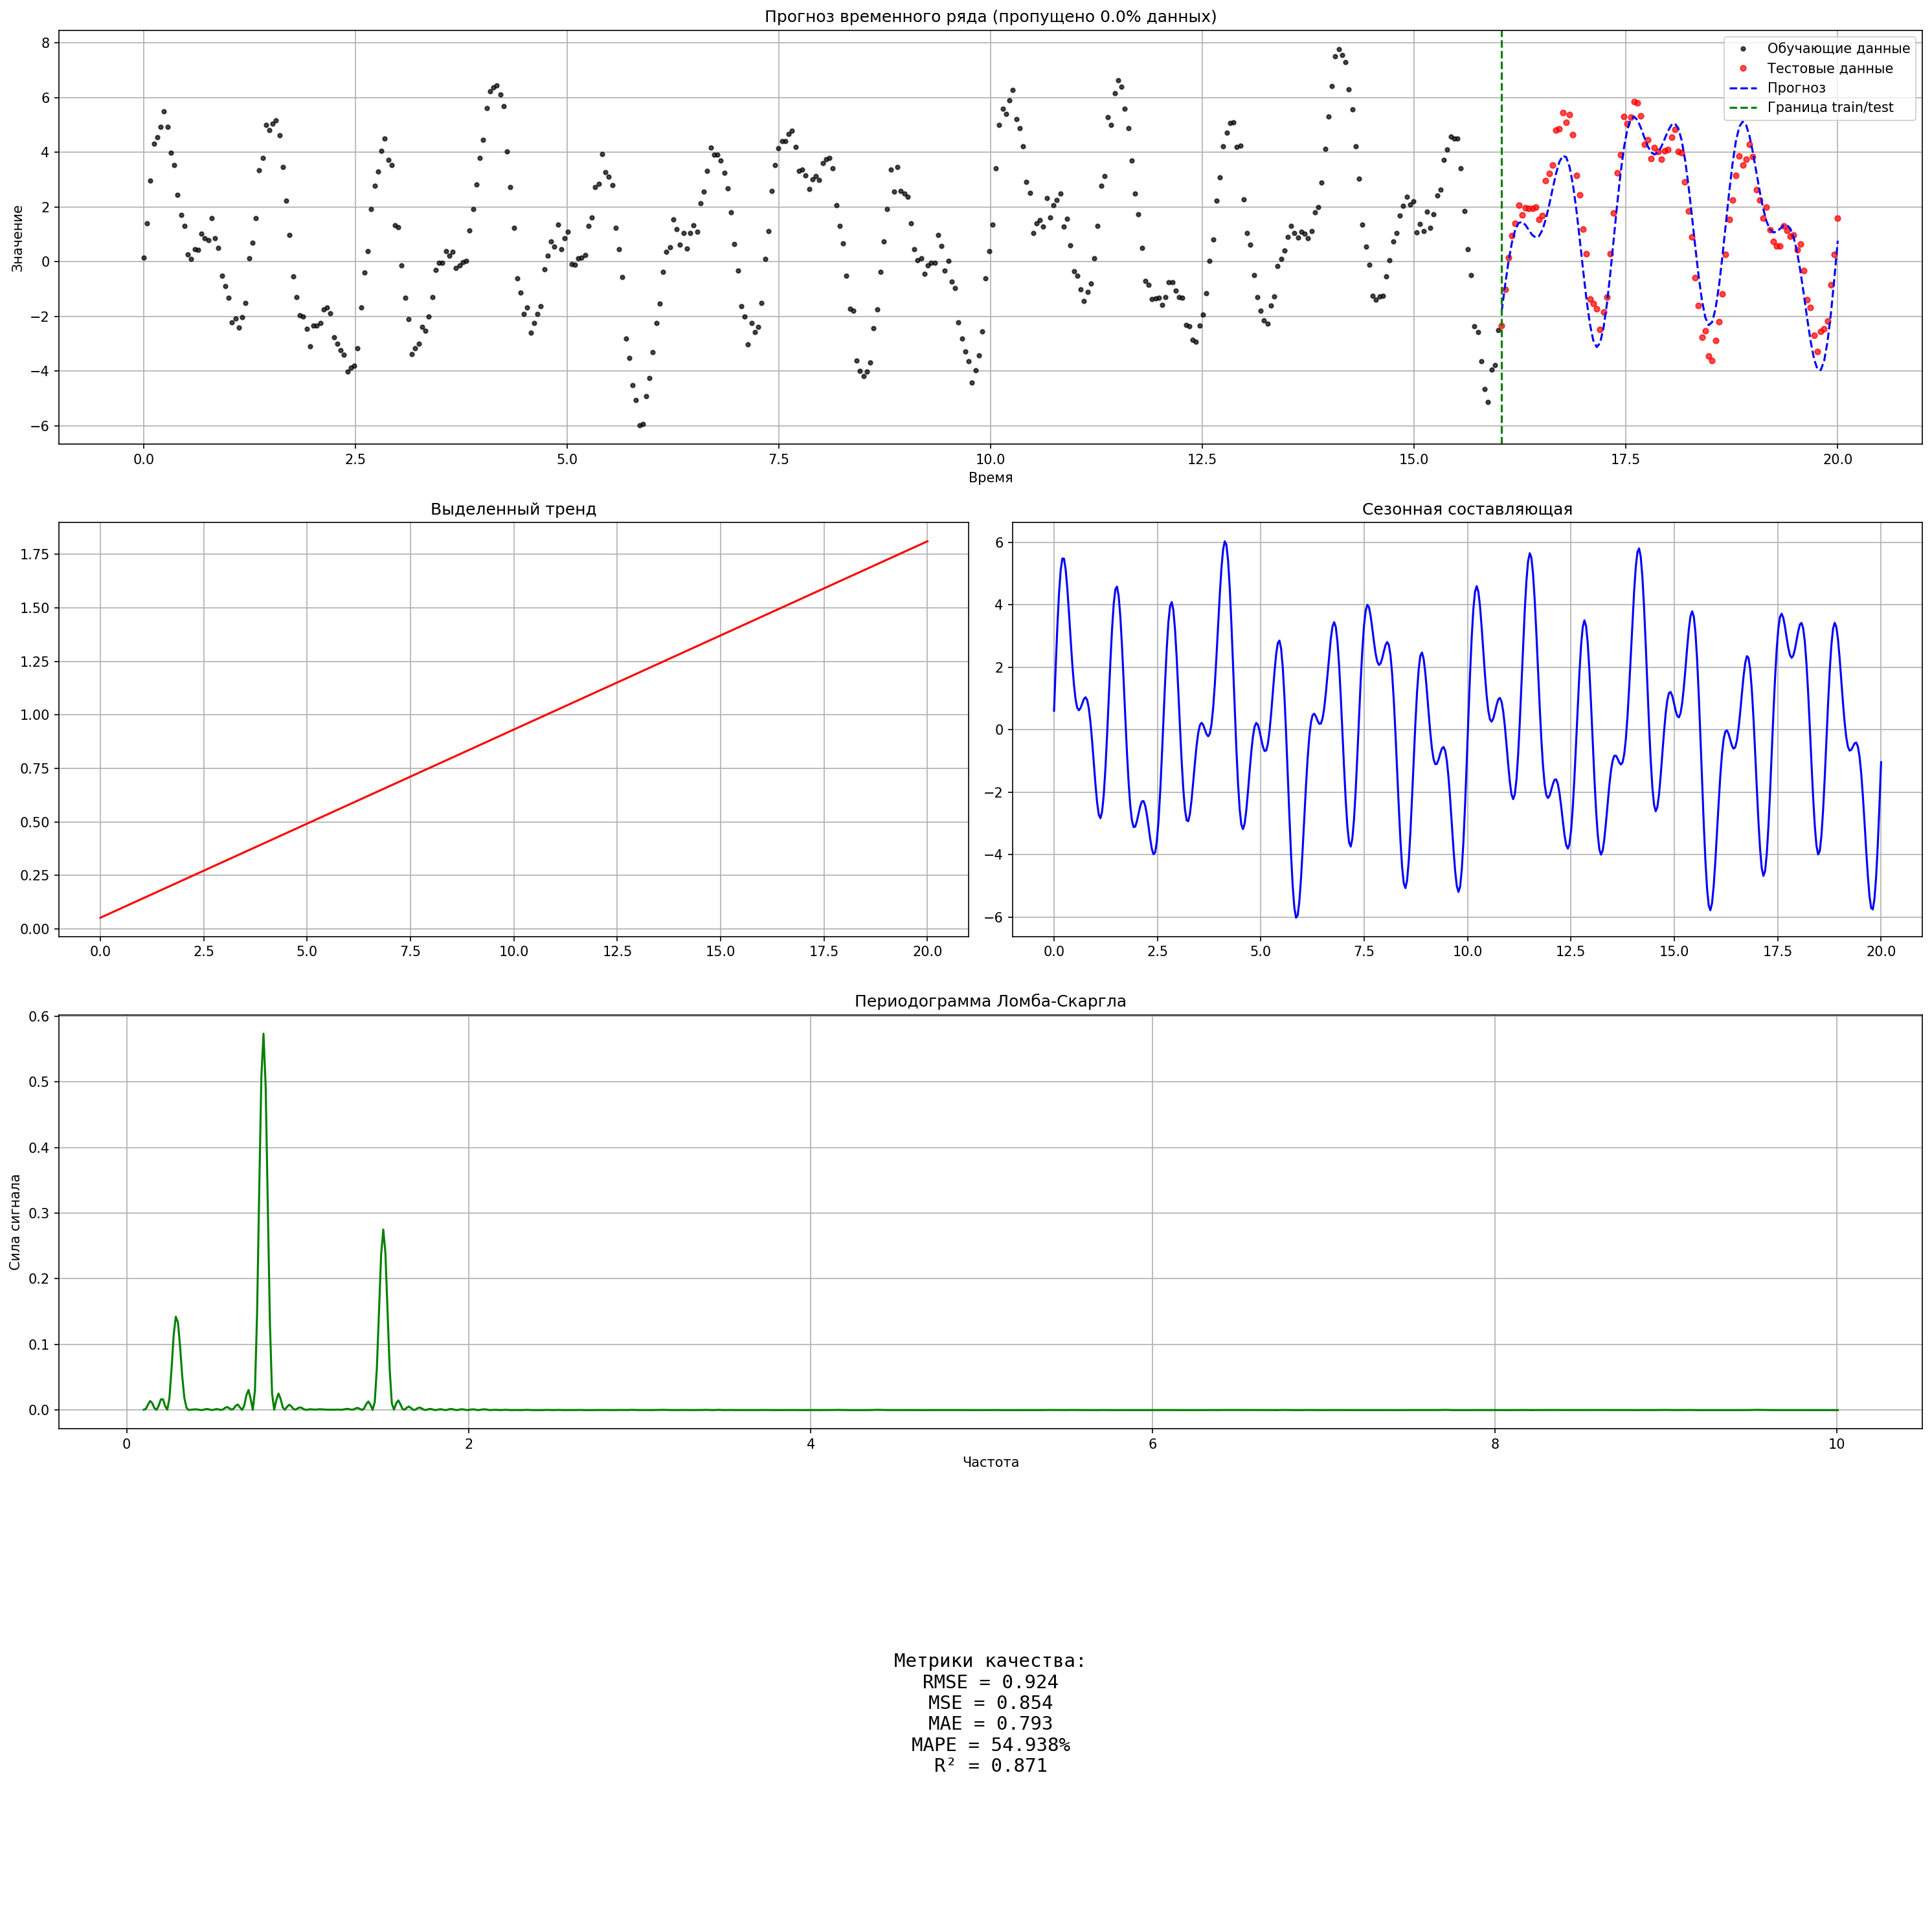 Прогноз временного ряда (пропущено 0.0% данных)
8
6
4
2
0
−2
−4
−6
Значение
Обучающие данные
Тестовые данные
Прогноз
Граница train/test
0.0 2.5 5.0 7.5 10.0 12.5 15.0 17.5 20.0
Время
Выделенный тренд
1.75
1.50
1.25
1.00
0.75
0.50
0.25
0.00
0.0 2.5 5.0 7.5 10.0 12.5 15.0 17.5 20.0
Сезонная составляющая
6
4
2
0
−2
−4
−6
0.0 2.5 5.0 7.5 10.0 12.5 15.0 17.5 20.0
Периодограмма Ломба-Скаргла
0.6
0.5
0.4
0.3
0.2
0.1
0.0
Сила сигнала
0 2 4 6 8 10
Частота
Метрики качества:
RMSE = 0.924
MSE = 0.854
MAE = 0.793
MAPE = 54.938%
R² = 0.871